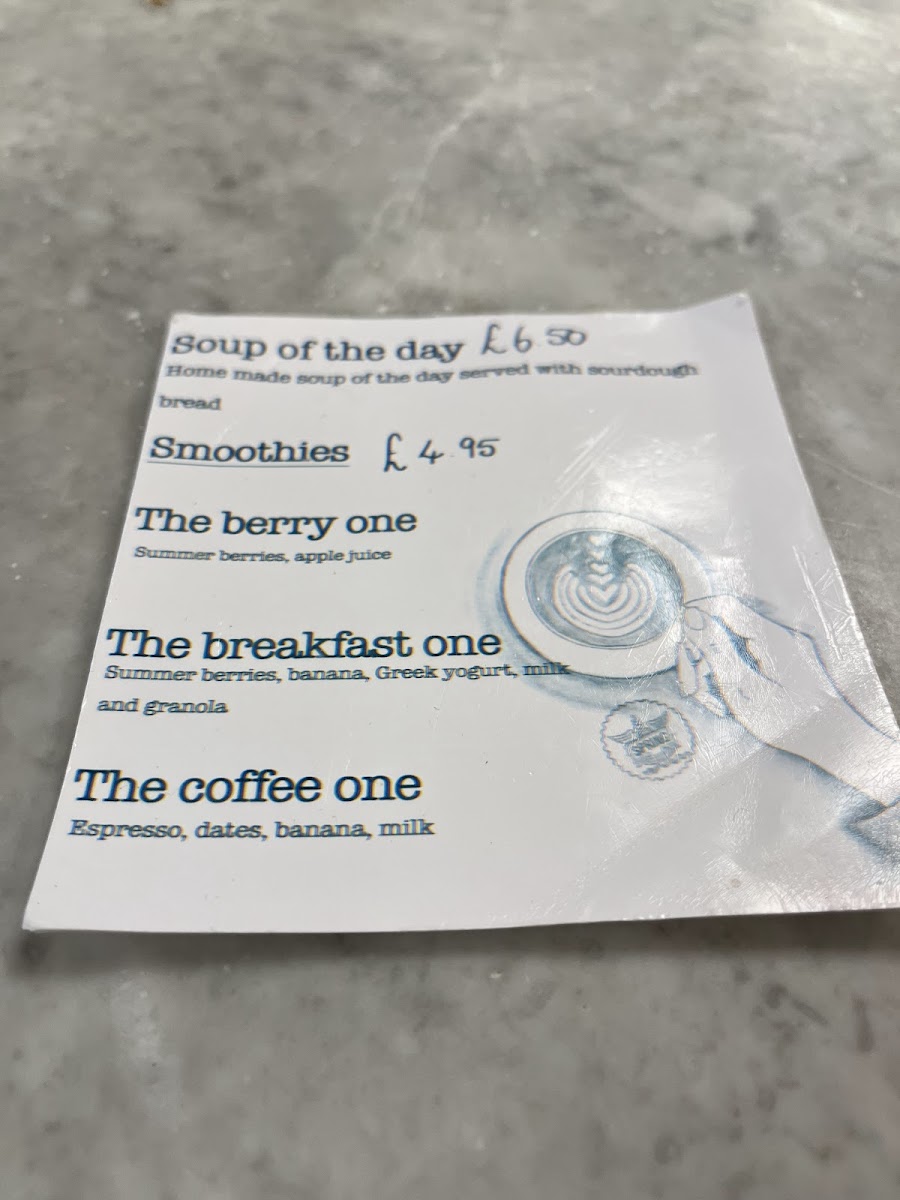 Soup of the day £6.50
Home made soup of the day served with sourdough
bread
Smoothies £4.95
The berry one
Summer berries, apple juice
The breakfast one
Summer berries, banana, Greek yogurt, milk
and granola
The coffee one
Espresso, dates, banana, milk